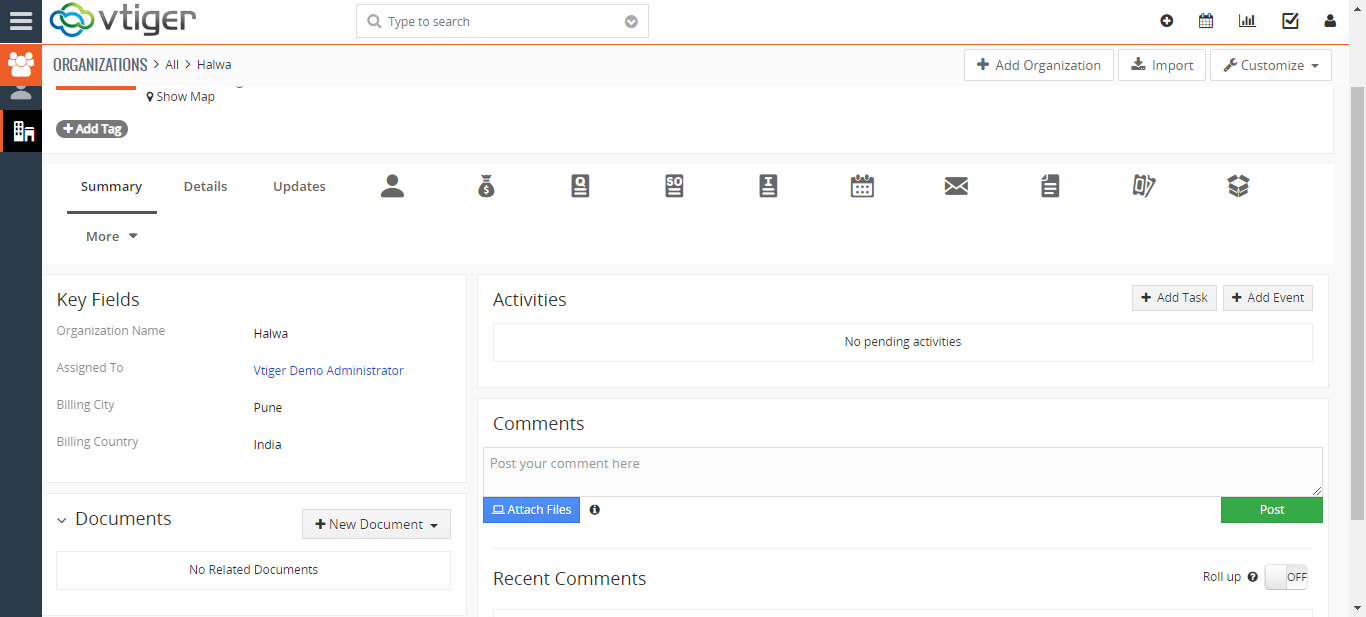 vtiger
Type to search
ORGANIZATIONS > All > Halwa
Add Organization
Import
Customize
Show Map
Add Tag
Summary
Details
Updates
Q
SO
I
More
Key Fields
Organization Name Halwa
Assigned To Vtiger Demo Administrator
Billing City Pune
Billing Country India
Documents
New Document
No Related Documents
Activities
Add Task
Add Event
No pending activities
Comments
Post your comment here
Attach Files
Post
Recent Comments
Roll up
OFF